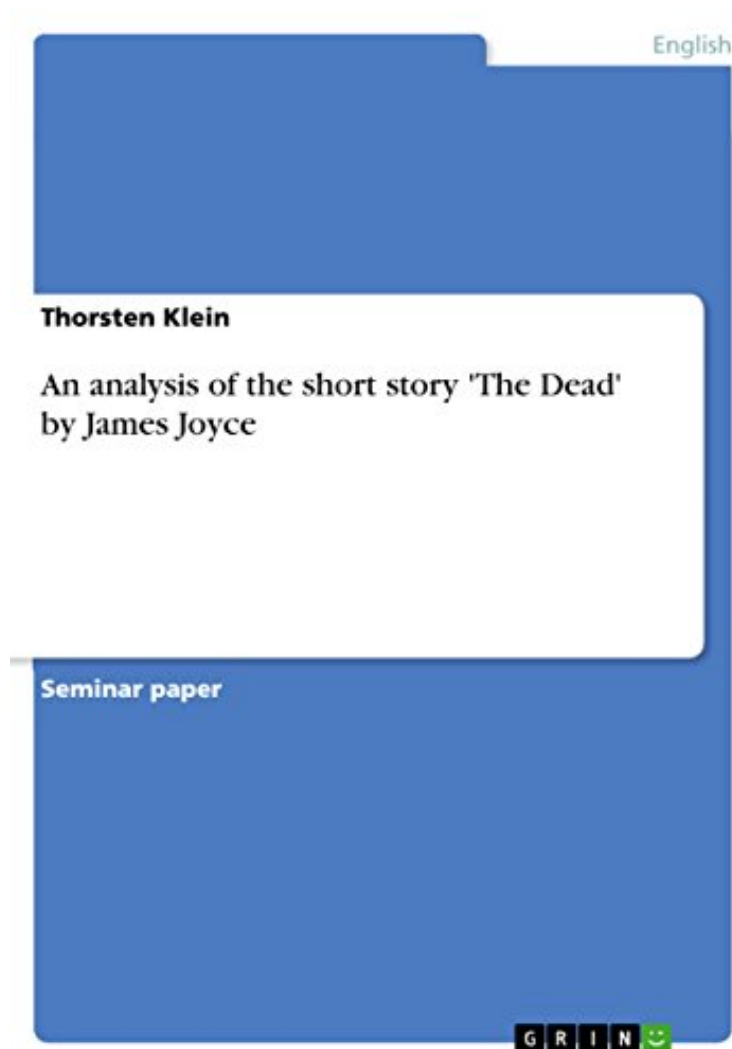 English
Thorsten Klein
An analysis of the short story 'The Dead'
by James Joyce
Seminar paper
GRIN